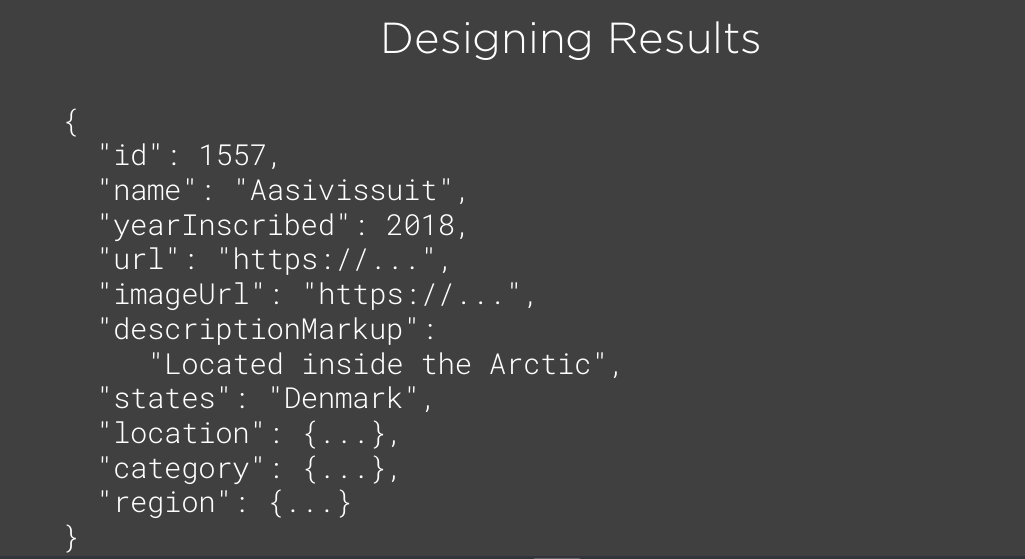 Designing Results
{
"id": 1557,
"name": "Aasivissuit",
"yearInscribed": 2018,
"url": "https://...",
"imageUrl": "https://...",
"descriptionMarkup":
"Located inside the Arctic",
"states": "Denmark",
"location": {...},
"category": {...},
"region": {...}
}